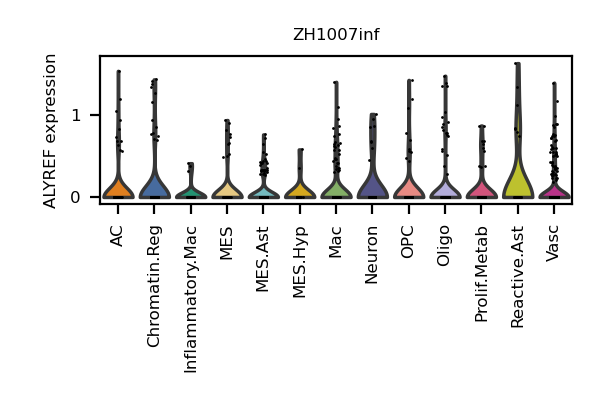 ZH1007inf
ALYREF expression
1
0
AC
Chromatin.Reg
Inflammatory.Mac
MES
MES.Ast
MES.Hyp
Mac
Neuron
OPC
Oligo
Prolif.Metab
Reactive.Ast
Vasc